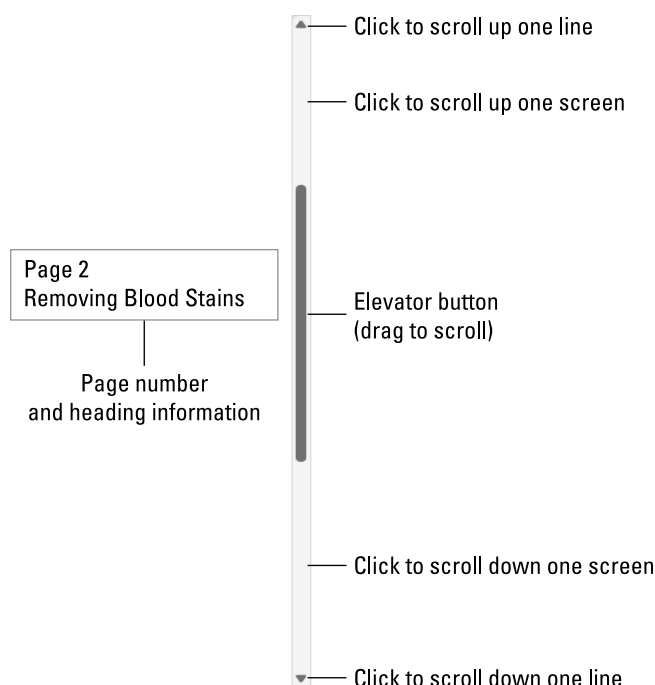 Click to scroll up one line
Click to scroll up one screen
Page 2
Removing Blood Stains
Elevator button
(drag to scroll)
Page number
and heading information
Click to scroll down one screen
Click to scroll down one line